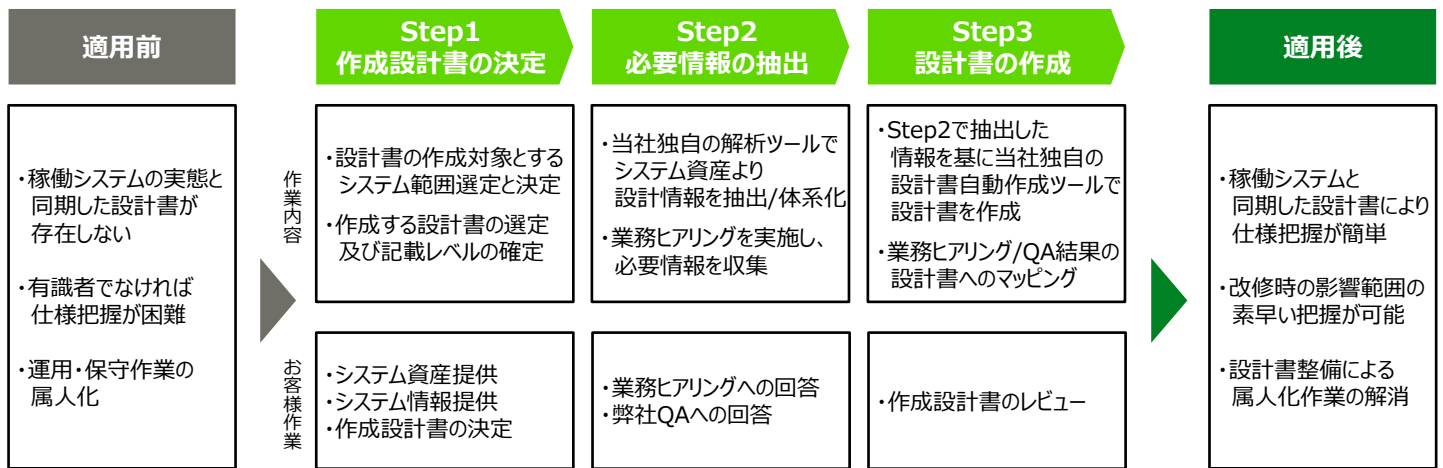 適用前
Step1
作成設計書の決定
Step2
必要情報の抽出
Step3
設計書の作成
適用後
・稼働システムの実態と
同期した設計書が
存在しない
・有識者でなければ
仕様把握が困難
・運用・保守作業の
属人化
作業内容
・設計書の作成対象とする
システム範囲選定と決定
・作成する設計書の選定
及び記載レベルの確定
・当社独自の解析ツールで
システム資産より
設計情報を抽出/体系化
・業務ヒアリングを実施し、
必要情報を収集
・Step2で抽出した
情報を基に当社独自の
設計書自動作成ツールで
設計書を作成
・業務ヒアリング/QA結果の
設計書へのマッピング
お客様作業
・システム資産提供
・システム情報提供
・作成設計書の決定
・業務ヒアリングへの回答
・弊社QAへの回答
・作成設計書のレビュー
・稼働システムと
同期した設計書により
仕様把握が簡単
・改修時の影響範囲の
素早い把握が可能
・設計書整備による
属人化作業の解消